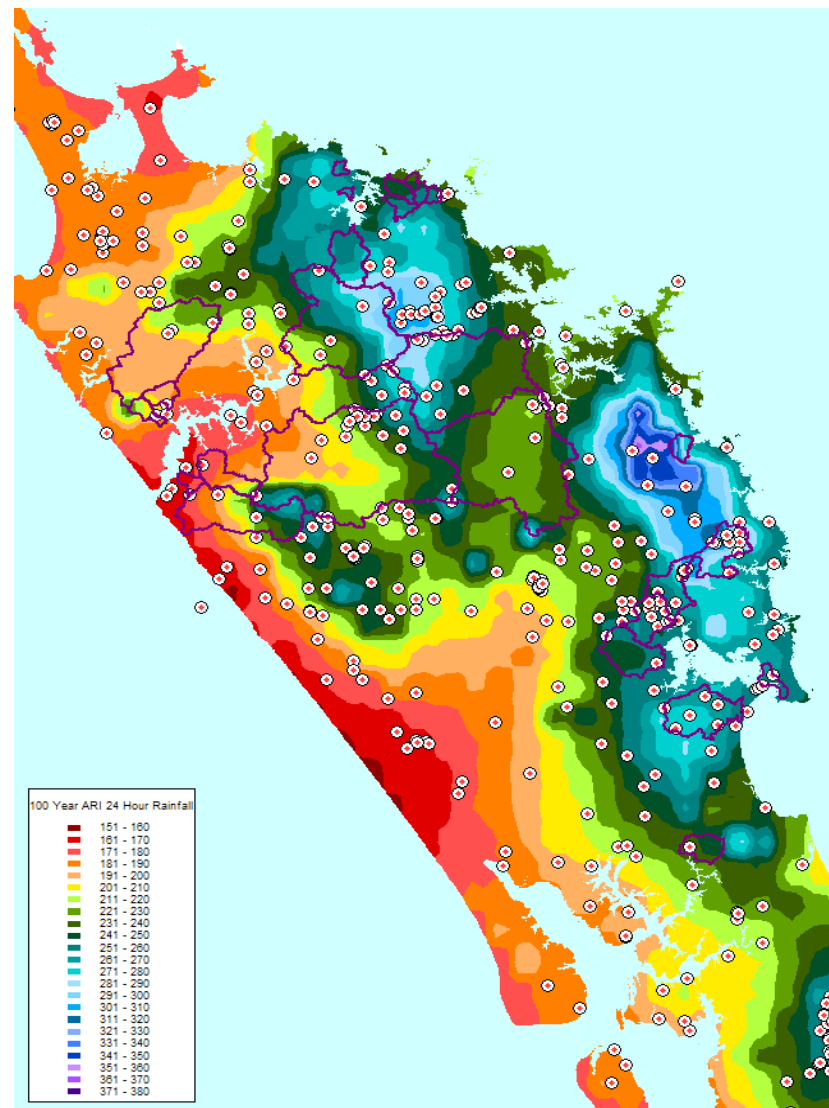 100 Year ARI 24 Hour Rainfall
151 - 160
161 - 170
171 - 180
181 - 190
191 - 200
201 - 210
211 - 220
221 - 230
231 - 240
241 - 250
251 - 260
261 - 270
271 - 280
281 - 290
291 - 300
301 - 310
311 - 320
321 - 330
331 - 340
341 - 350
351 - 360
361 - 370
371 - 380